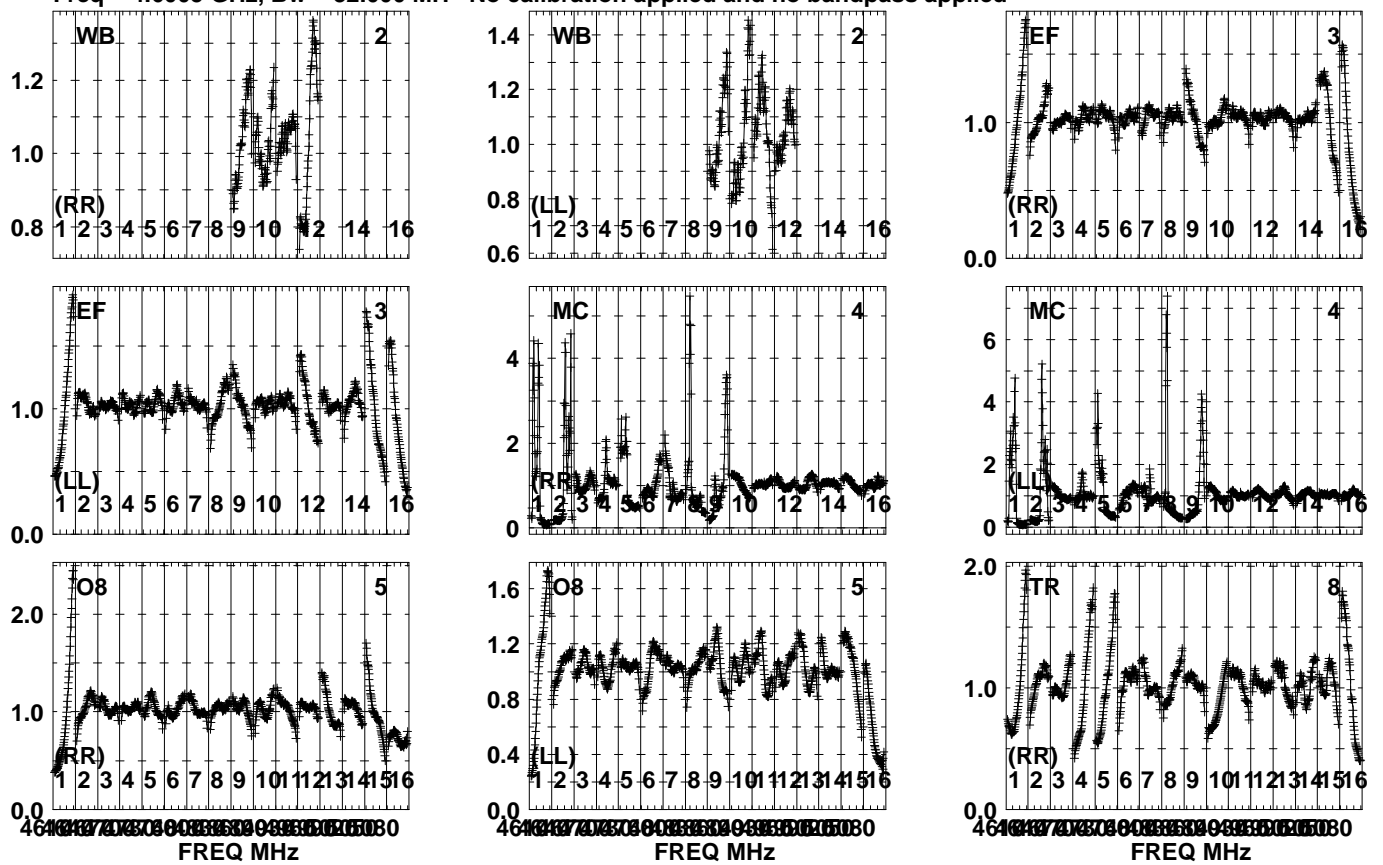 WB 2
1.2
1.0
0.8
(RR)
1 2 3 4 5 6 7 8 9 10 12 14 16
WB 2
1.4
1.2
1.0
0.8
0.6
(LL)
1 2 3 4 5 6 7 8 9 10 12 14 16
EF 3
1.0
0.0
(RR)
1 2 3 4 5 6 7 8 9 10 12 14 16
EF 3
1.0
0.0
(LL)
1 2 3 4 5 6 7 8 9 10 12 14 16
MC 4
4
2
0
(RR)
1 2 3 4 5 6 7 8 9 10 12 14 16
MC 4
6
4
2
0
(LL)
1 2 3 4 5 6 7 8 9 10 12 14 16
O8 5
2.0
1.0
0.0
(RR)
1 2 3 4 5 6 7 8 9 10 11 12 13 14 15 16
FREQ MHz
O8 5
1.6
1.2
0.8
0.4
0.0
(LL)
1 2 3 4 5 6 7 8 9 10 11 12 13 14 15 16
TR 8
2.0
1.0
0.0
(RR)
1 2 3 4 5 6 7 8 9 10 11 12 13 14 15 16
FREQ MHz